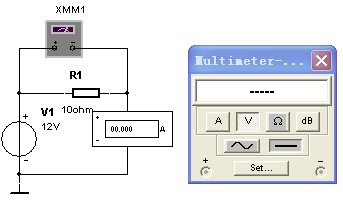 XMM1
R1
10ohm
V1
12V
00.000
A
Multimeter-...
-----
A
V
Ω
dB
Set...